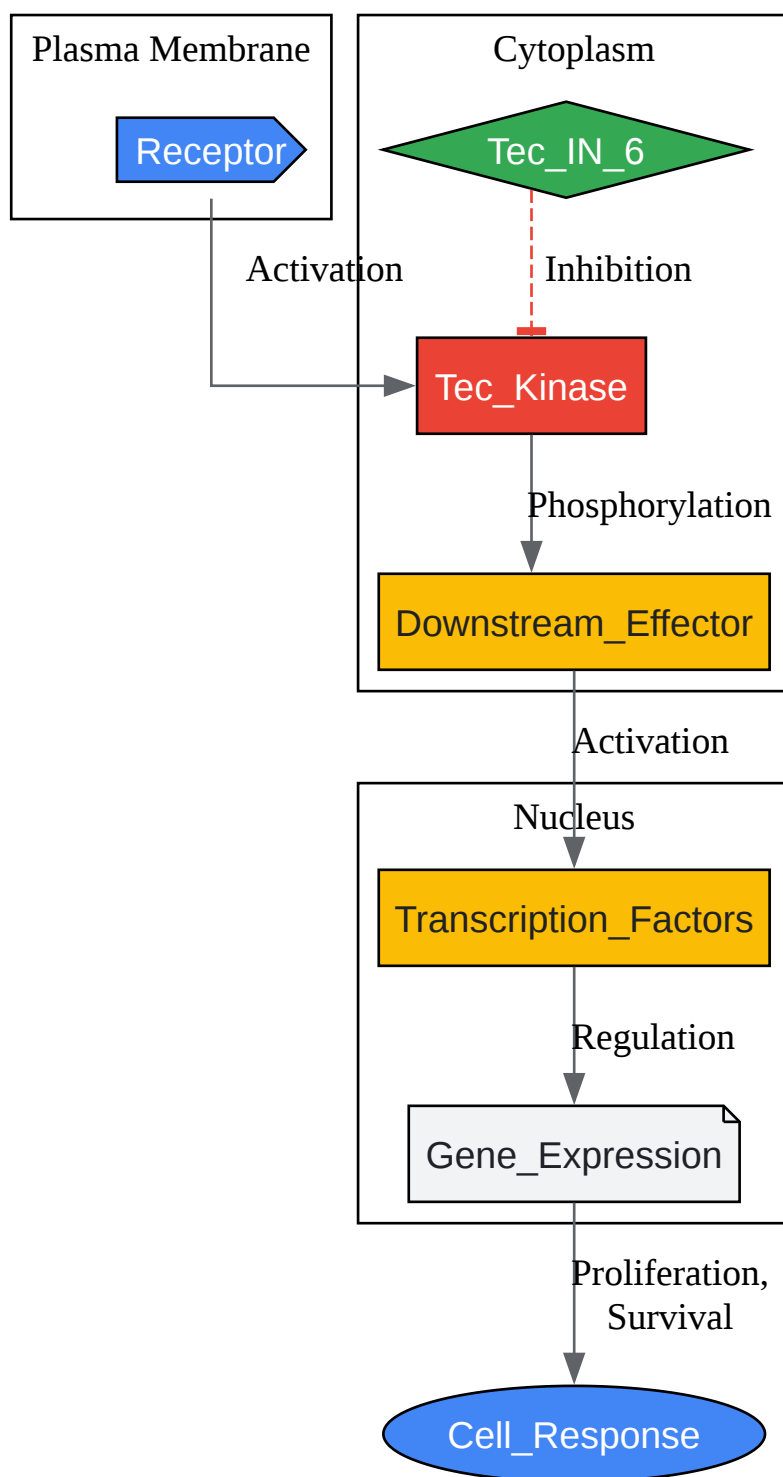 Plasma Membrane
Cytoplasm
Receptor
Tec_IN_6
Activation
Inhibition
Tec_Kinase
Phosphorylation
Downstream_Effector
Activation
Nucleus
Transcription_Factors
Regulation
Gene_Expression
Proliferation,
Survival
Cell_Response